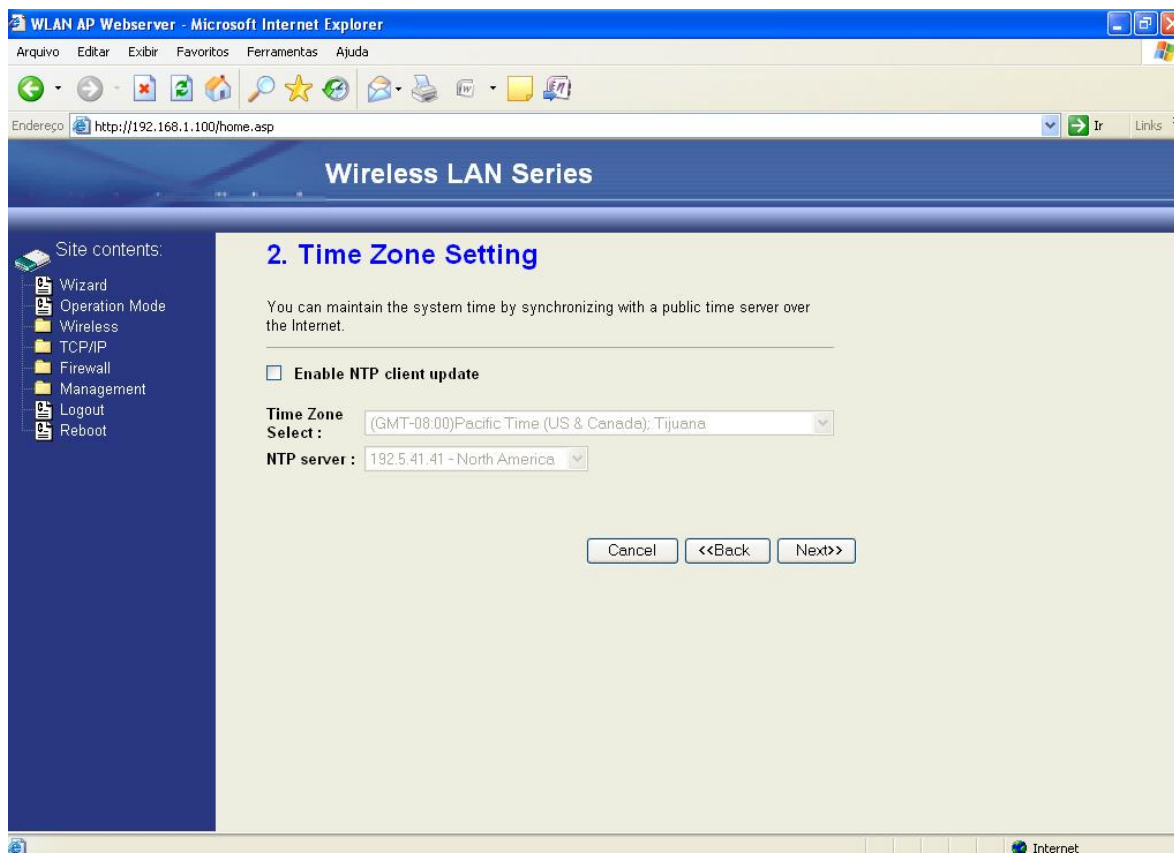 WLAN AP Webserver - Microsoft Internet Explorer
Arquivo Editar Exibir Favoritos Ferramentas Ajuda
Endereço http://192.168.1.100/home.asp Ir Links
Wireless LAN Series
Site contents:
Wizard
Operation Mode
Wireless
TCP/IP
Firewall
Management
Logout
Reboot
2. Time Zone Setting
You can maintain the system time by synchronizing with a public time server over
the Internet.
Enable NTP client update
Time Zone
Select :
(GMT-08:00)Pacific Time (US & Canada); Tijuana
NTP server : 192.5.41.41 - North America
Cancel <<Back Next>>
Internet